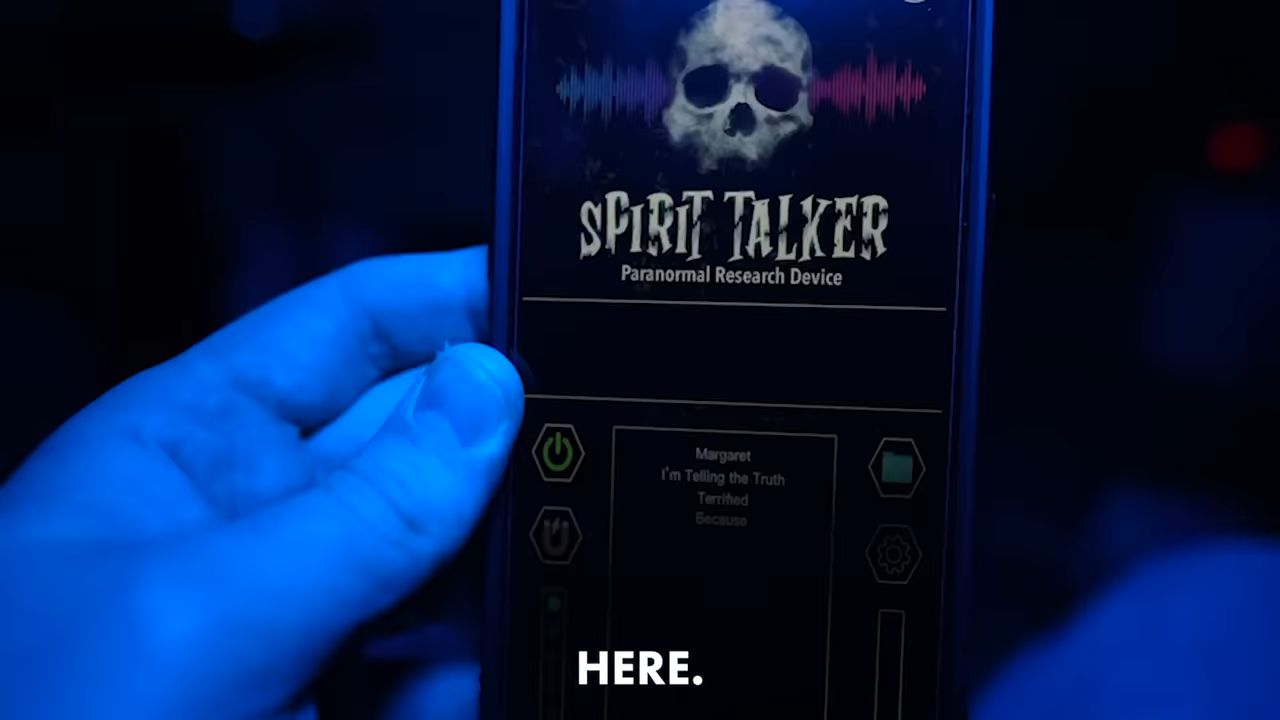 SPIRIT TALKER
Paranormal Research Device
Margaret
I'm Telling the Truth
Terrified
Because
HERE.